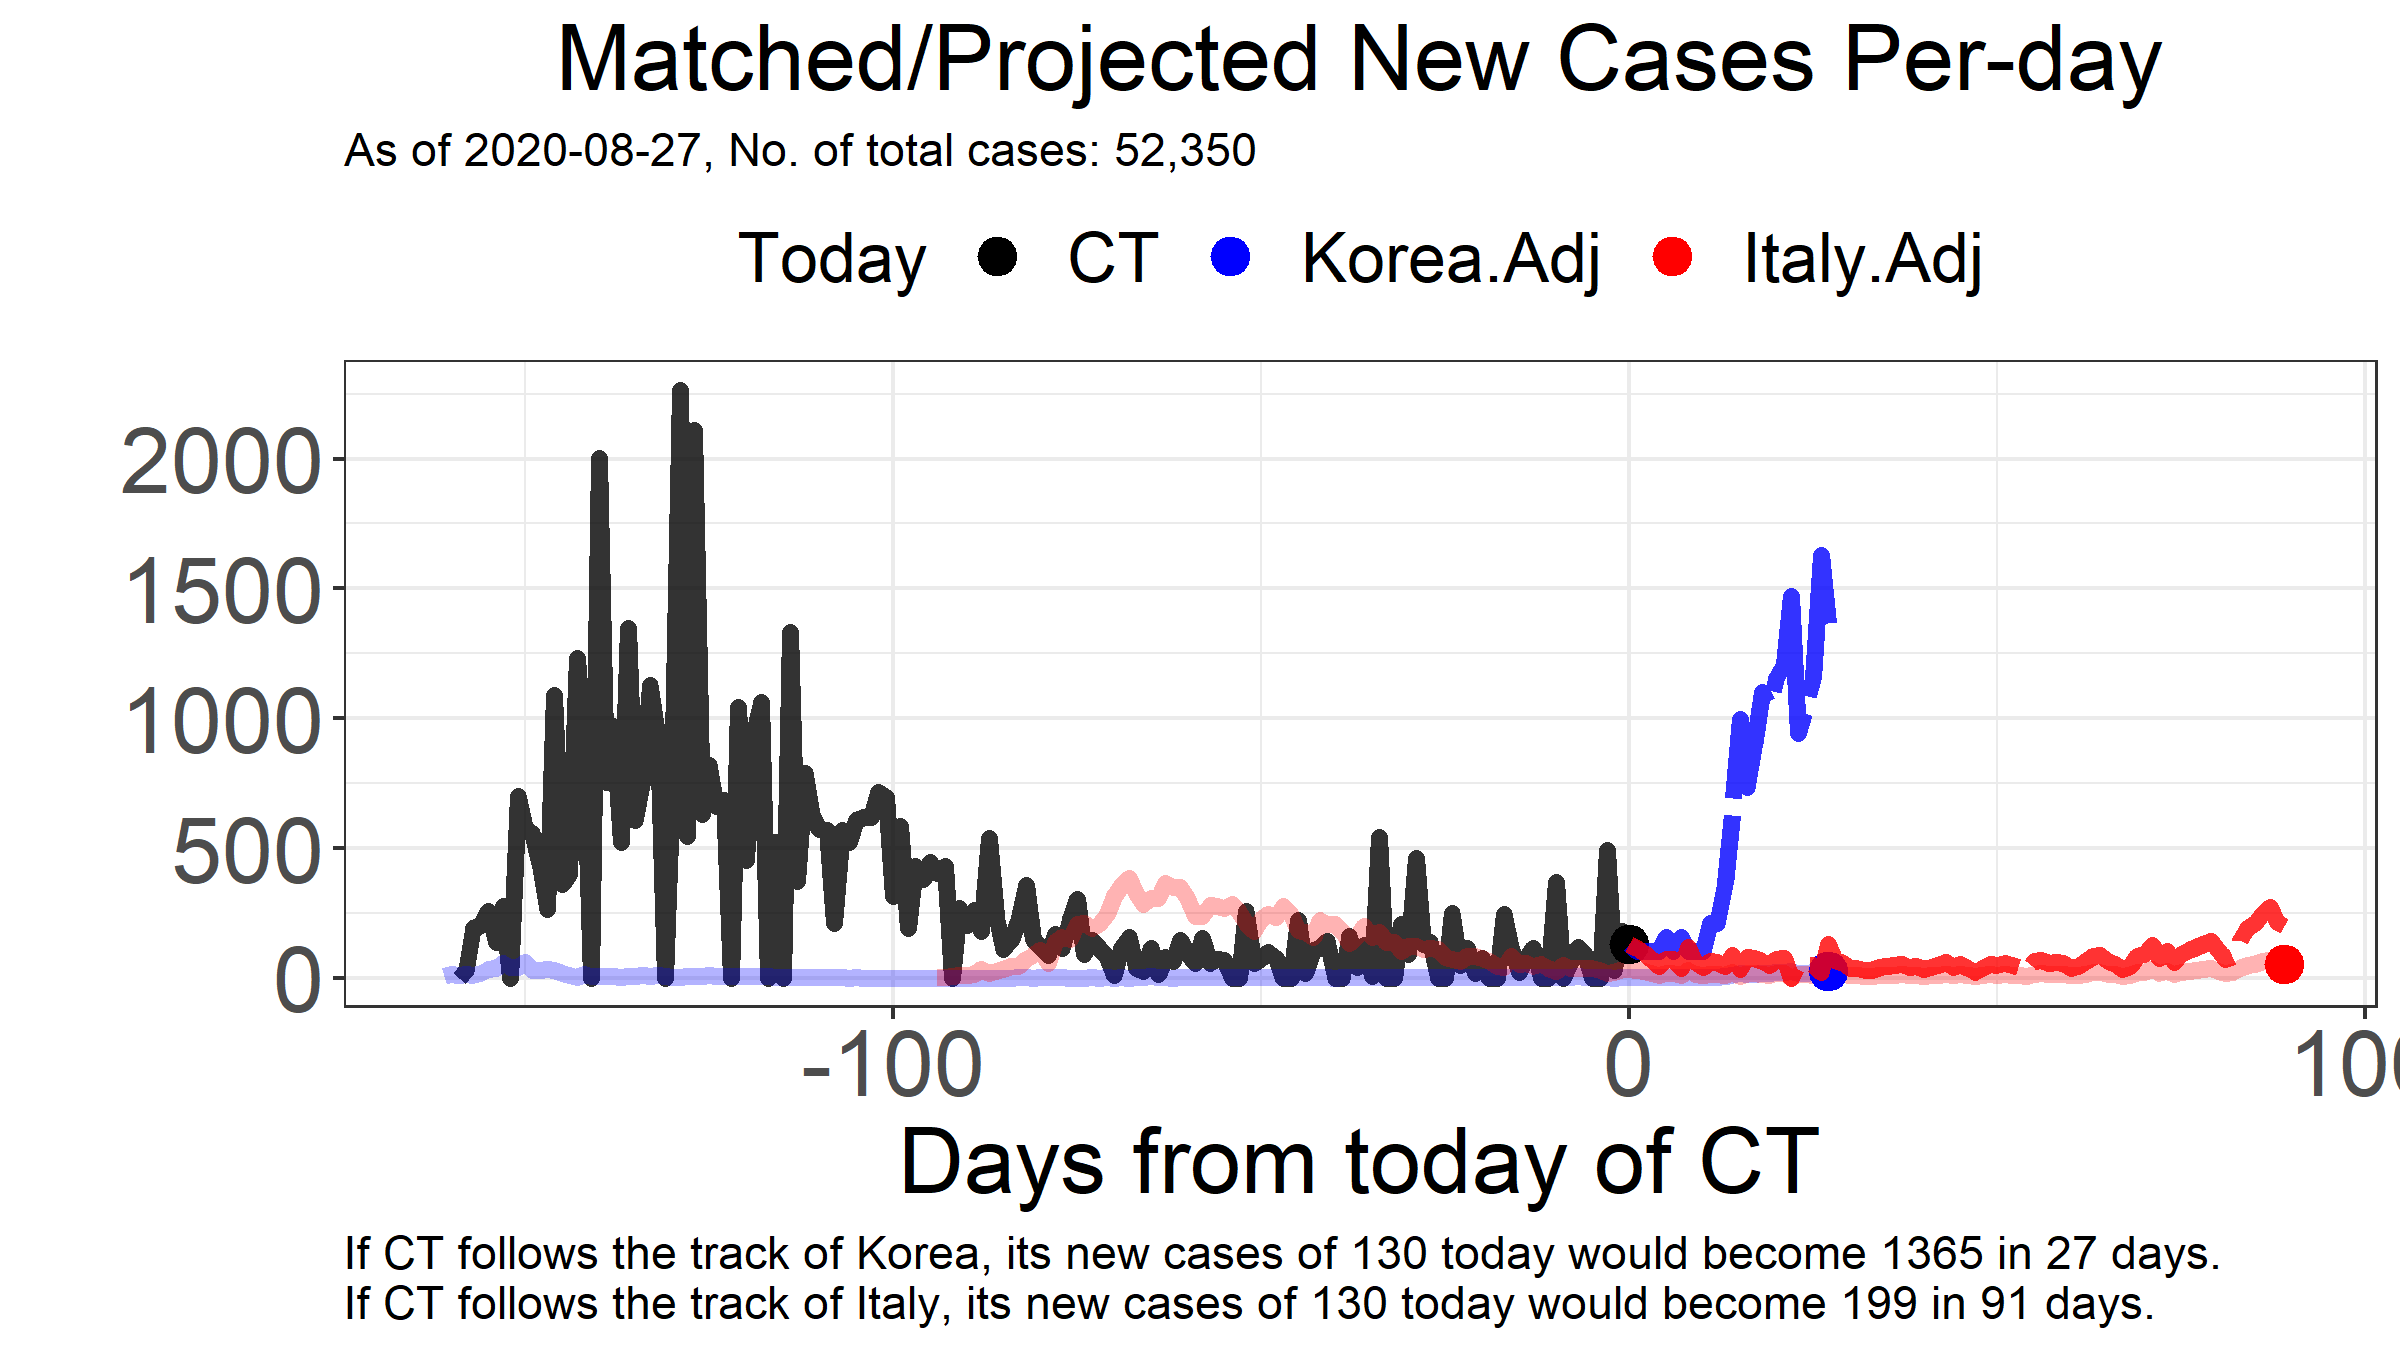 Matched/Projected New Cases Per-day
As of 2020-08-27, No. of total cases: 52,350
Today CT Korea.Adj Italy.Adj
2000
1500
1000
500
0
-100 0 100
Days from today of CT
If CT follows the track of Korea, its new cases of 130 today would become 1365 in 27 days.
If CT follows the track of Italy, its new cases of 130 today would become 199 in 91 days.